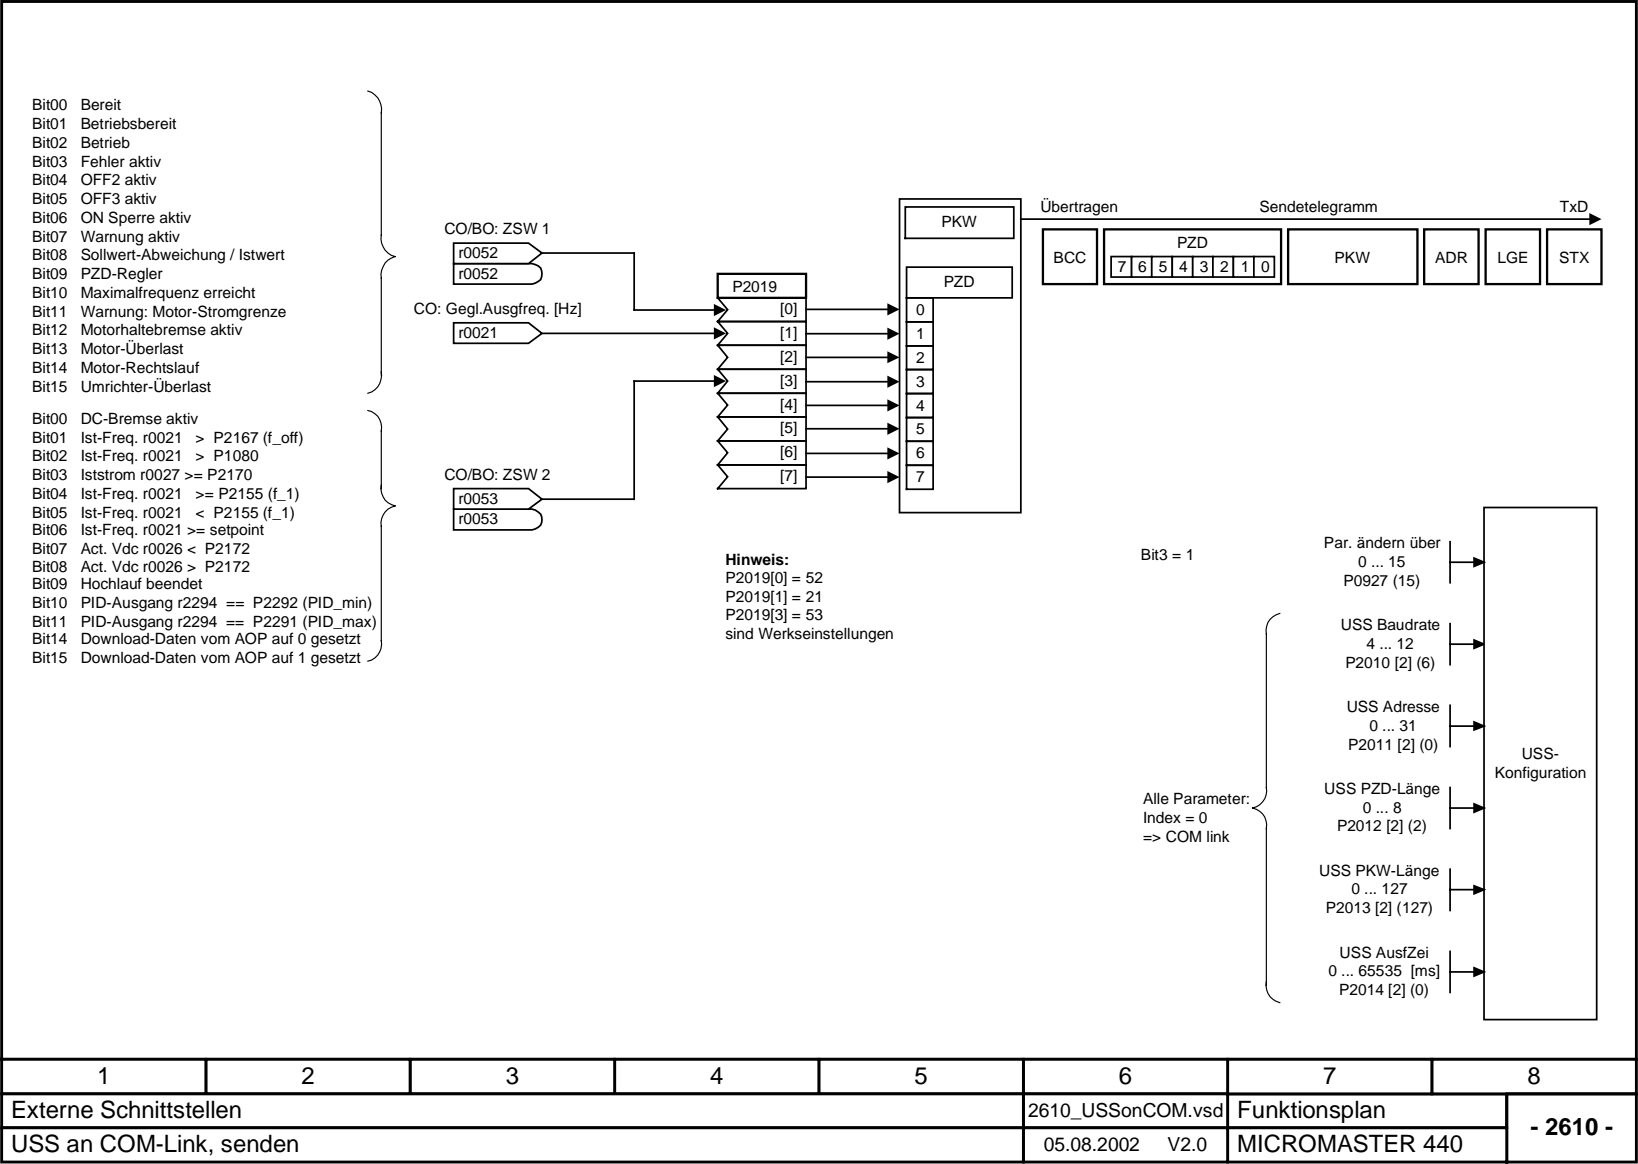 Bit00 Bereit
Bit01 Betriebsbereit
Bit02 Betrieb
Bit03 Fehler aktiv
Bit04 OFF2 aktiv
Bit05 OFF3 aktiv
Bit06 ON Sperre aktiv
Bit07 Warnung aktiv
Bit08 Sollwert-Abweichung / Istwert
Bit09 PZD-Regler
Bit10 Maximalfrequenz erreicht
Bit11 Warnung: Motor-Stromgrenze
Bit12 Motorhaltebremse aktiv
Bit13 Motor-Überlast
Bit14 Motor-Rechtslauf
Bit15 Umrichter-Überlast
Bit00 DC-Bremse aktiv
Bit01 Ist-Freq. r0021 > P2167 (f_off)
Bit02 Ist-Freq. r0021 > P1080
Bit03 Iststrom r0027 >= P2170
Bit04 Ist-Freq. r0021 >= P2155 (f_1)
Bit05 Ist-Freq. r0021 < P2155 (f_1)
Bit06 Ist-Freq. r0021 >= setpoint
Bit07 Act. Vdc r0026 < P2172
Bit08 Act. Vdc r0026 > P2172
Bit09 Hochlauf beendet
Bit10 PID-Ausgang r2294 == P2292 (PID_min)
Bit11 PID-Ausgang r2294 == P2291 (PID_max)
Bit14 Download-Daten vom AOP auf 0 gesetzt
Bit15 Download-Daten vom AOP auf 1 gesetzt
CO/BO: ZSW 1
r0052
r0052
CO: Gegl.Ausgfreq. [Hz]
r0021
CO/BO: ZSW 2
r0053
r0053
P2019
[0]
[1]
[2]
[3]
[4]
[5]
[6]
[7]
Hinweis:
P2019[0] = 52
P2019[1] = 21
P2019[3] = 53
sind Werkseinstellungen
PKW
PZD
0
1
2
3
4
5
6
7
Übertragen Sendetelegramm TxD
BCC
PZD
7 6 5 4 3 2 1 0
PKW
ADR
LGE
STX
Bit3 = 1
Par. ändern über
0 ... 15
P0927 (15)
USS Baudrate
4 ... 12
P2010 [2] (6)
USS Adresse
0 ... 31
P2011 [2] (0)
Alle Parameter:
Index = 0
=> COM link
USS PZD-Länge
0 ... 8
P2012 [2] (2)
USS PKW-Länge
0 ... 127
P2013 [2] (127)
USS AusfZei
0 ... 65535 [ms]
P2014 [2] (0)
USS-
Konfiguration
1 2 3 4 5 6 7 8
Externe Schnittstellen
USS an COM-Link, senden
2610_USSonCOM.vsd
05.08.2002 V2.0
Funktionsplan
MICROMASTER 440
- 2610 -